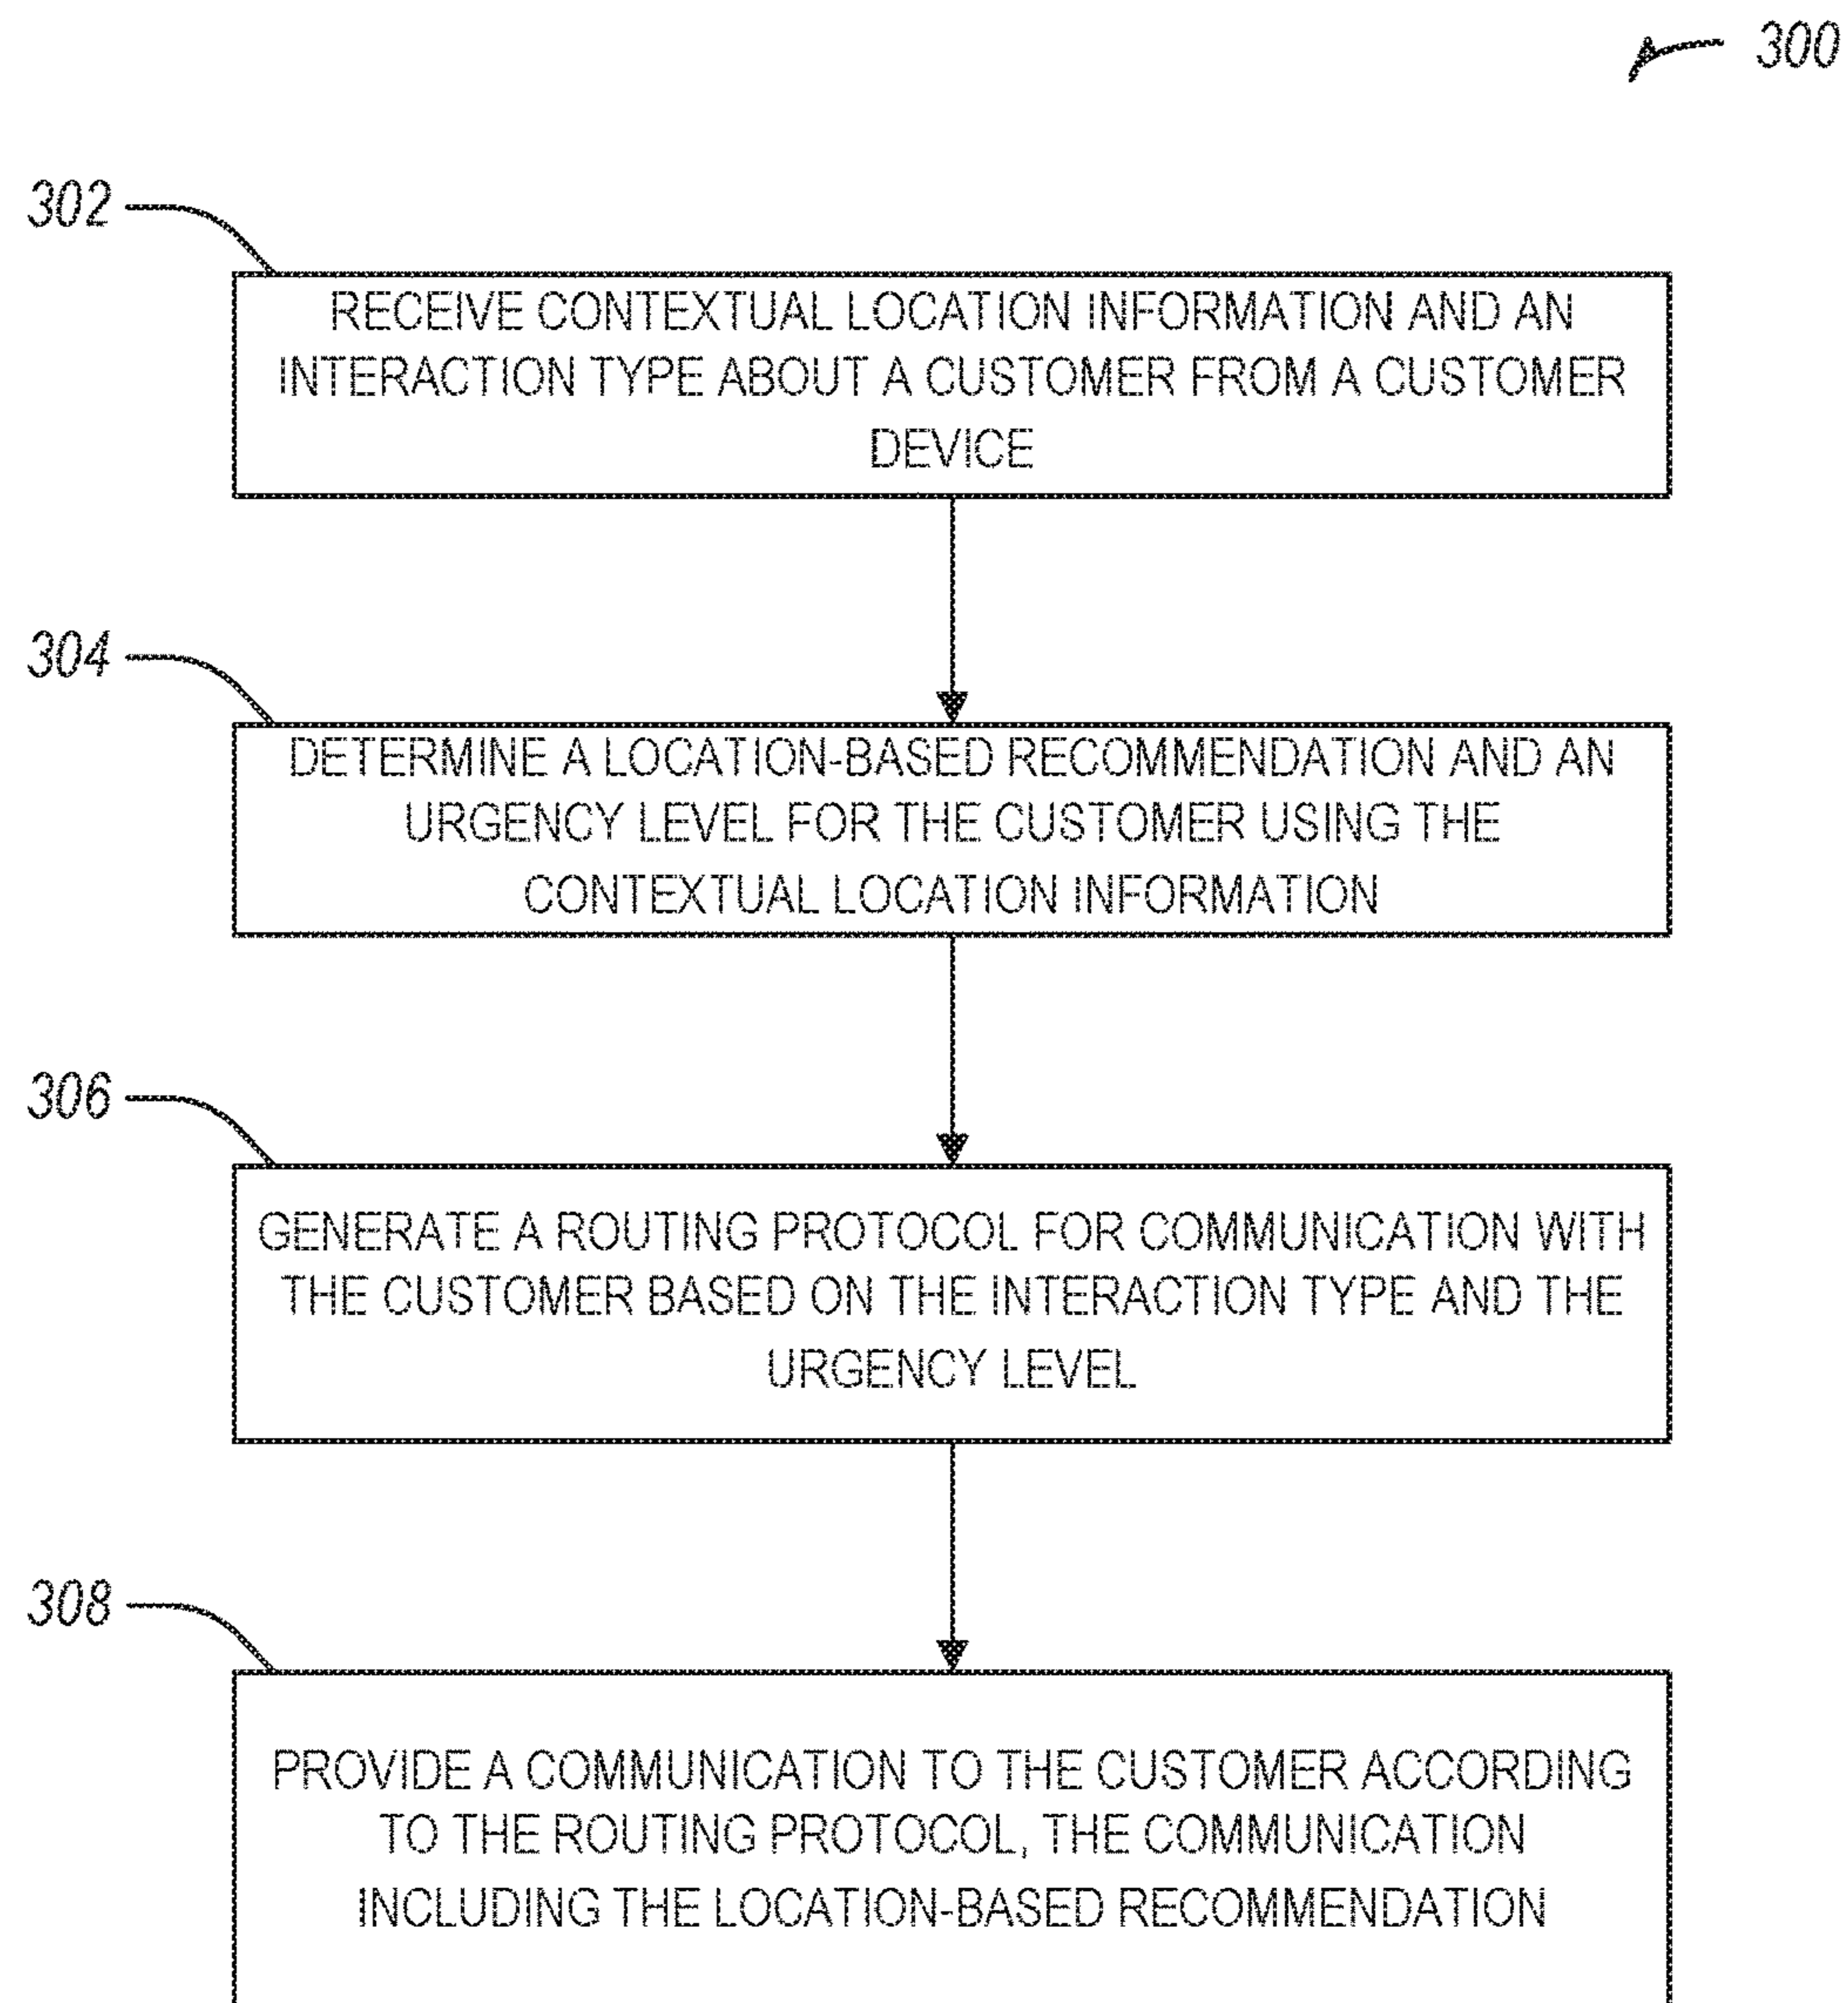 300
302
RECEIVE CONTEXTUAL LOCATION INFORMATION AND AN
INTERACTION TYPE ABOUT A CUSTOMER FROM A CUSTOMER
DEVICE
304
DETERMINE A LOCATION-BASED RECOMMENDATION AND AN
URGENCY LEVEL FOR THE CUSTOMER USING THE
CONTEXTUAL LOCATION INFORMATION
306
GENERATE A ROUTING PROTOCOL FOR COMMUNICATION WITH
THE CUSTOMER BASED ON THE INTERACTION TYPE AND THE
URGENCY LEVEL
308
PROVIDE A COMMUNICATION TO THE CUSTOMER ACCORDING
TO THE ROUTING PROTOCOL, THE COMMUNICATION
INCLUDING THE LOCATION-BASED RECOMMENDATION